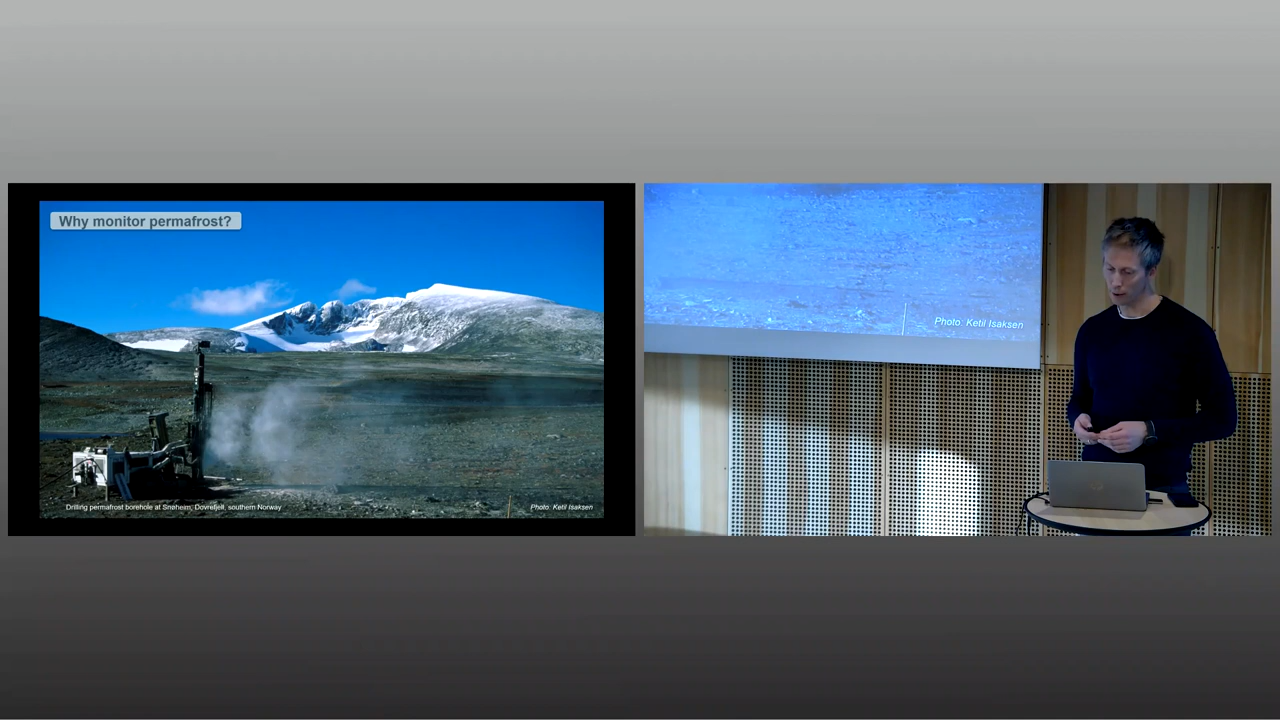 Why monitor permafrost?
Drilling permafrost borehole at Snøheim, Dovrefjell, southern Norway
Photo: Ketil Isaksen
Photo: Ketil Isaksen